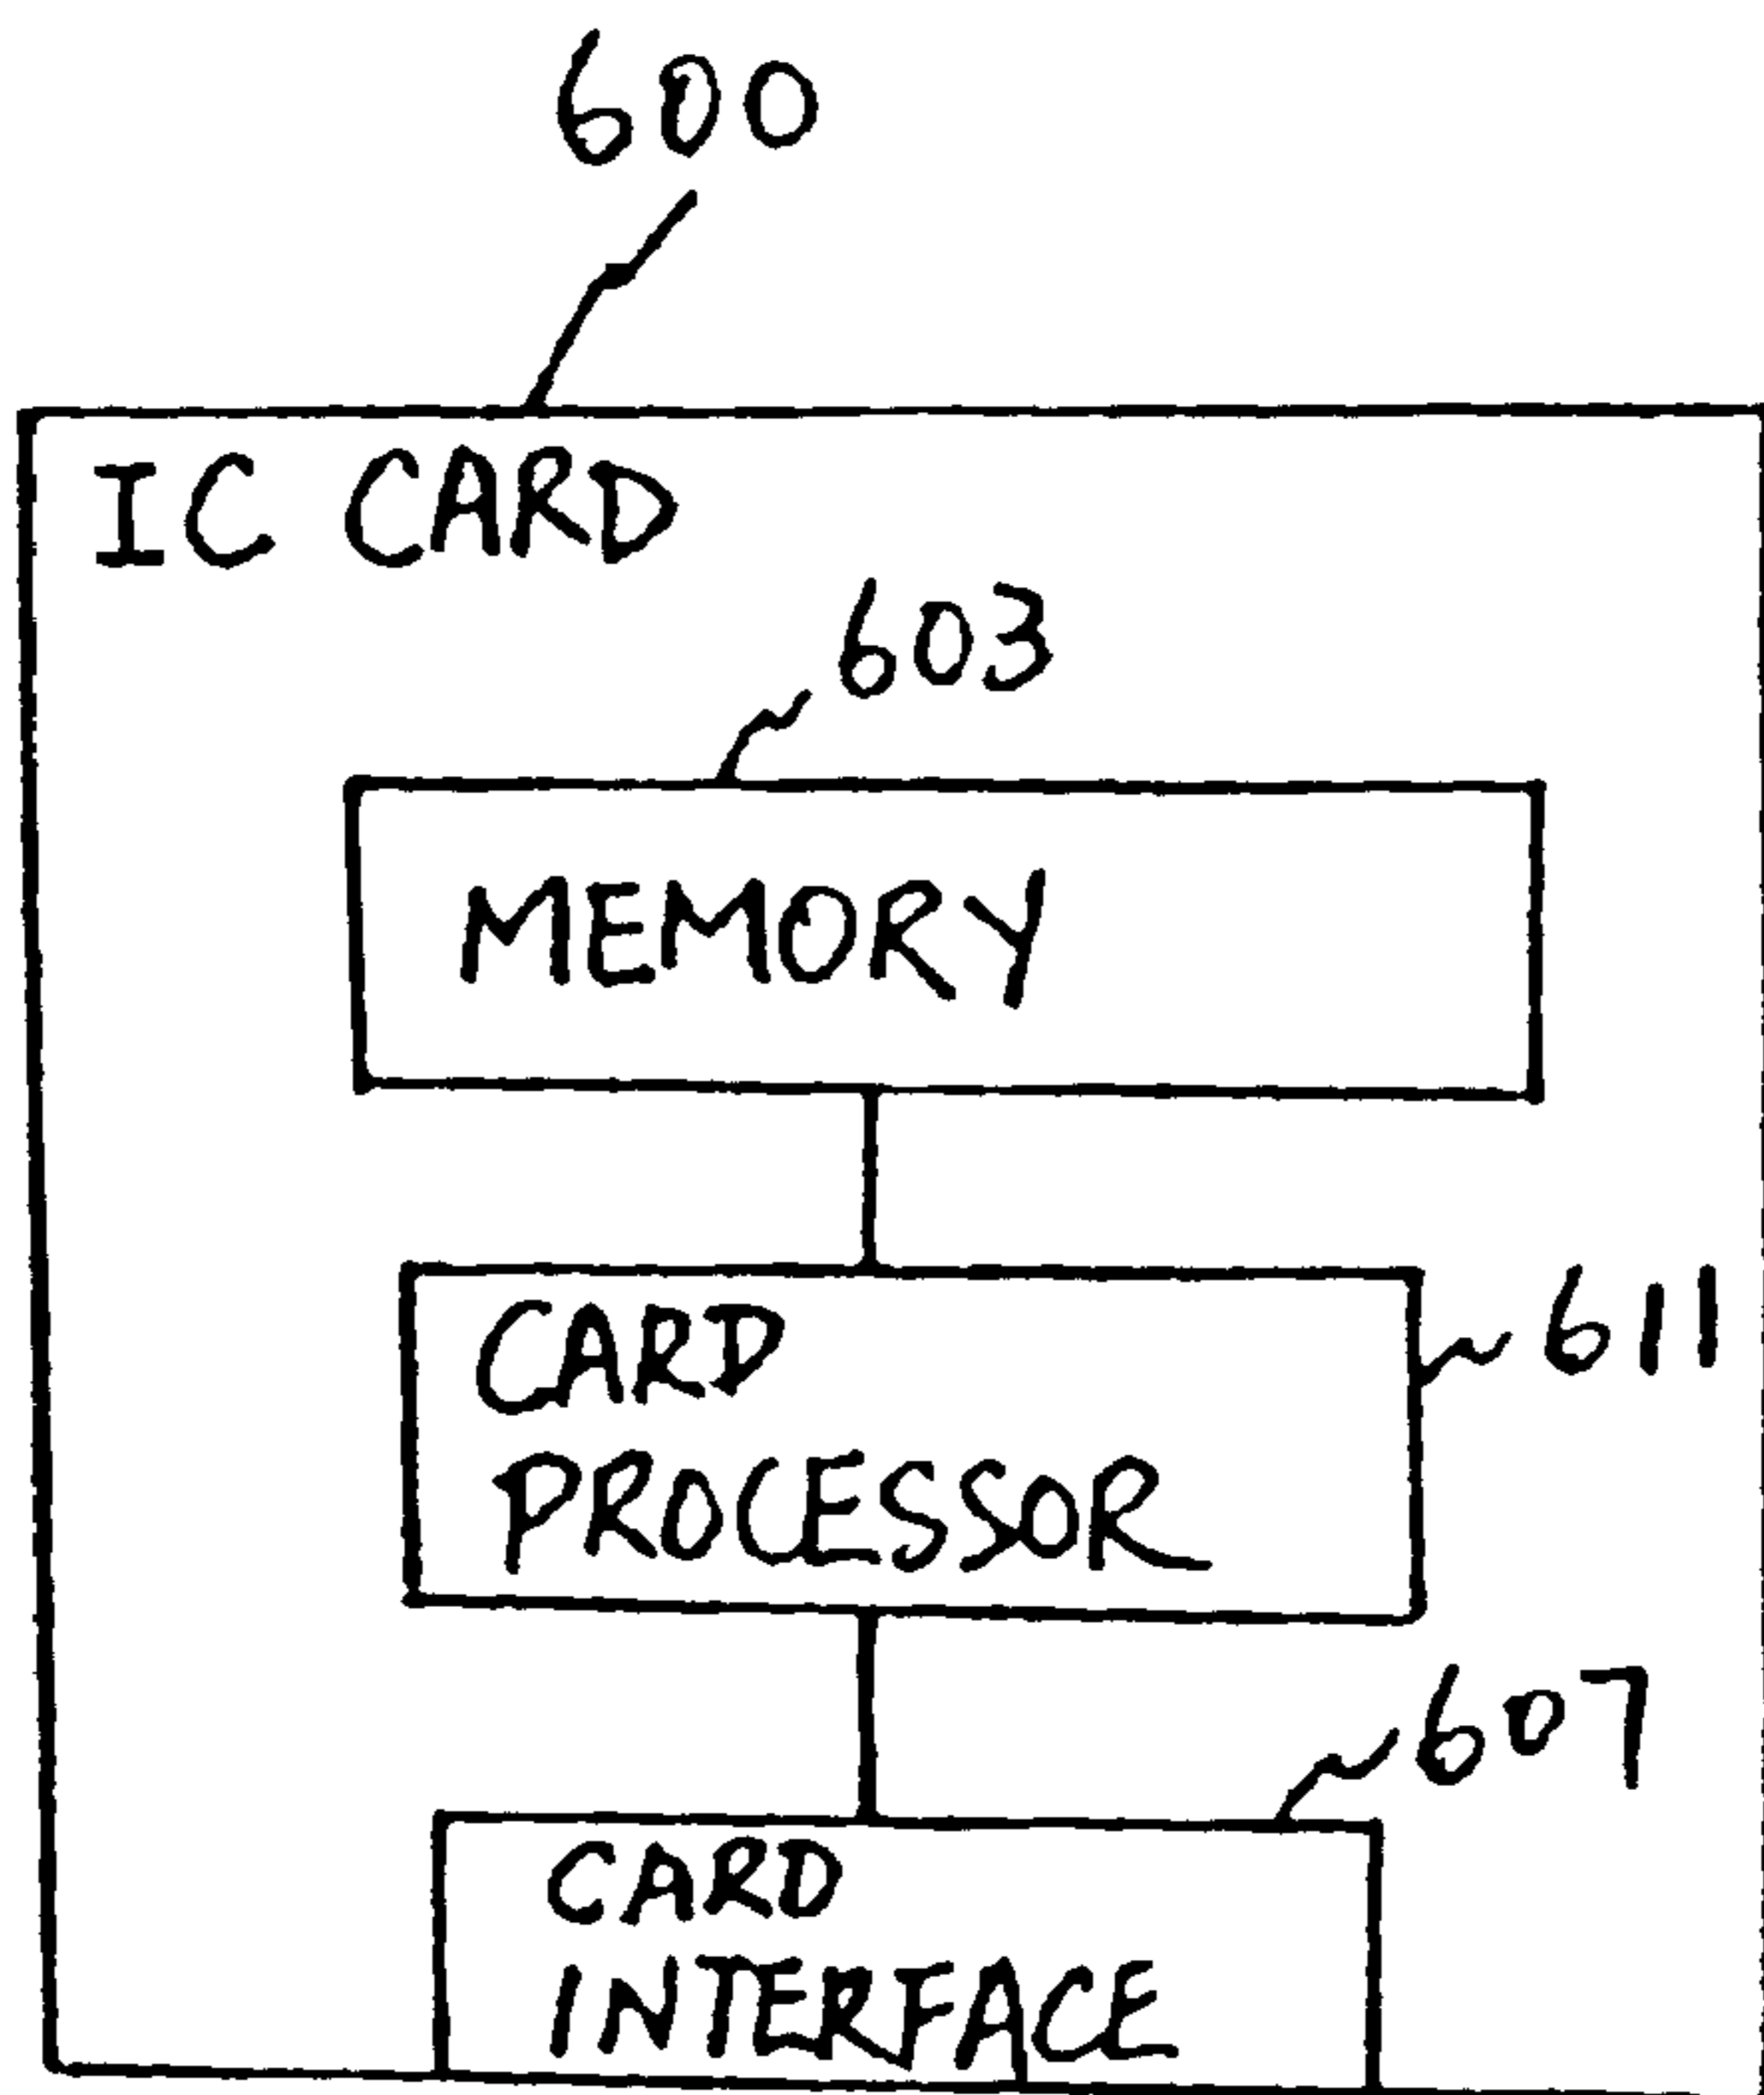 600
IC CARD
603
MEMORY
611
CARD
PROCESSOR
607
CARD
INTERFACE